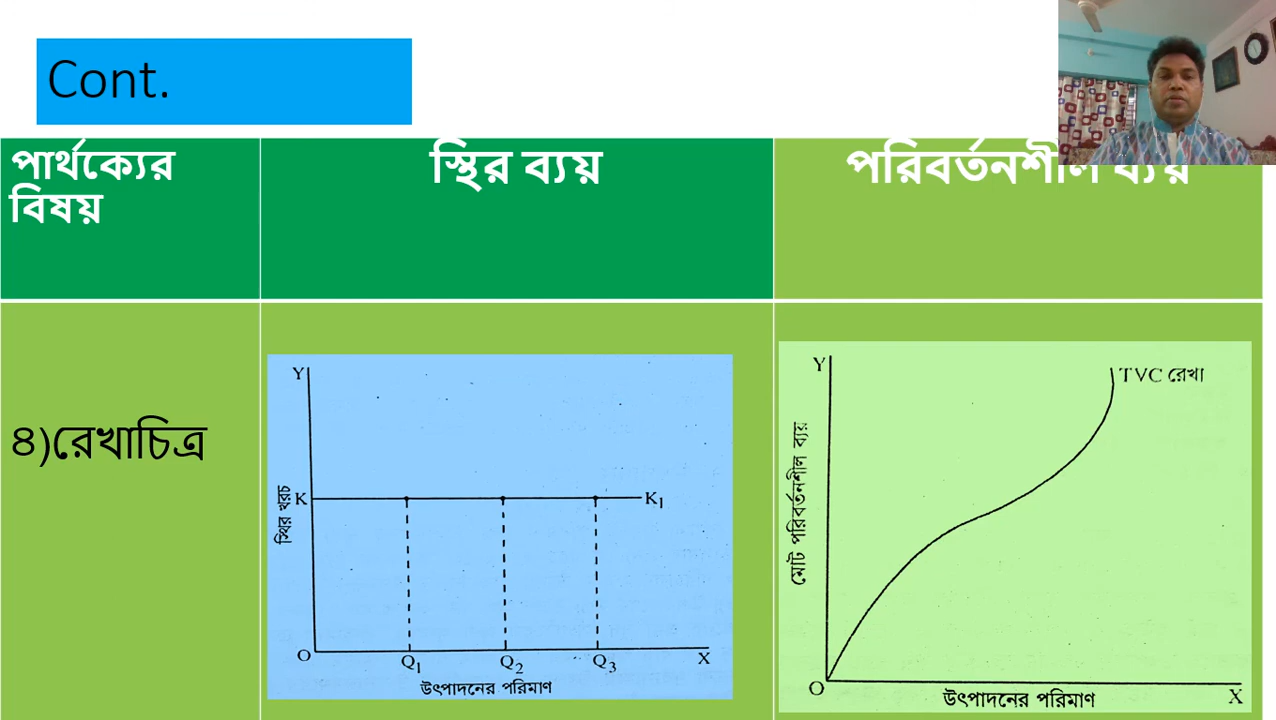 Cont.
পার্থক্যের
বিষয়
স্থির ব্যয়
পরিবর্তনশীল ব্যয়
৪)রেখাচিত্র
Y
স্থির খরচ
K
K1
O
Q1
Q2
Q3
X
উৎপাদনের পরিমাণ
Y
TVC রেখা
মোট পরিবর্তনশীল ব্যয়
O
উৎপাদনের পরিমাণ
X